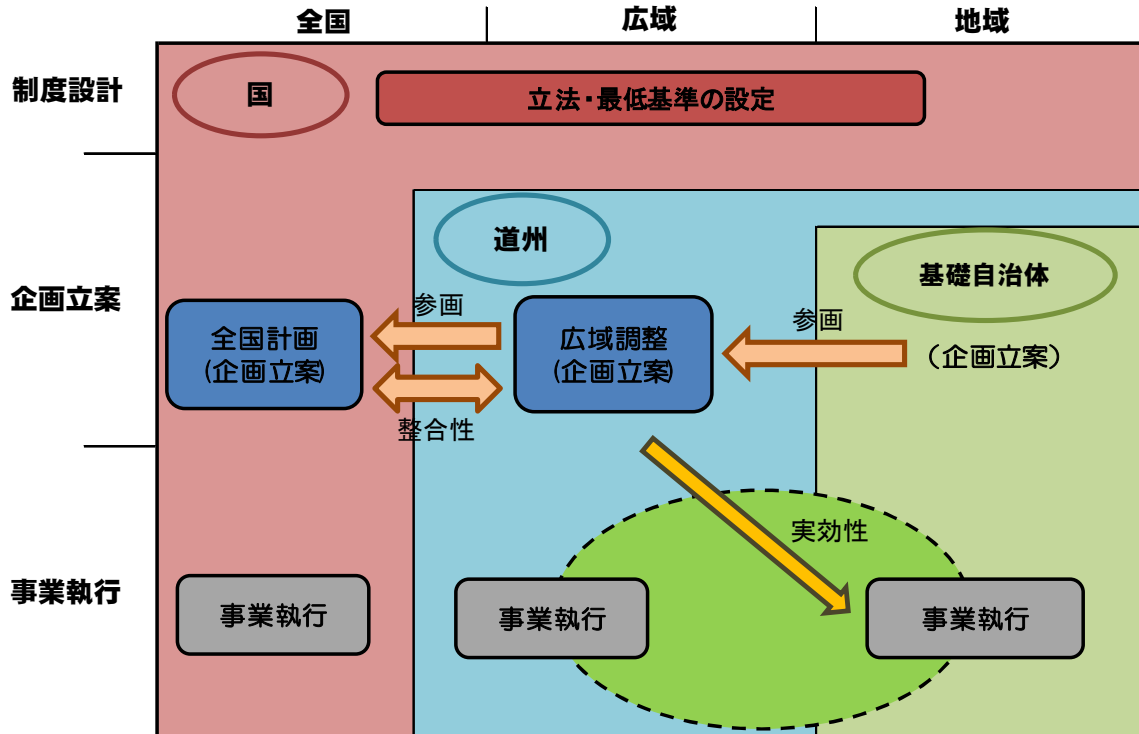 全国
広域
地域
制度設計
国
立法・最低基準の設定
道州
基礎自治体
企画立案
参画
参画
全国計画
(企画立案)
広域調整
(企画立案)
（企画立案）
整合性
実効性
事業執行
事業執行
事業執行
事業執行